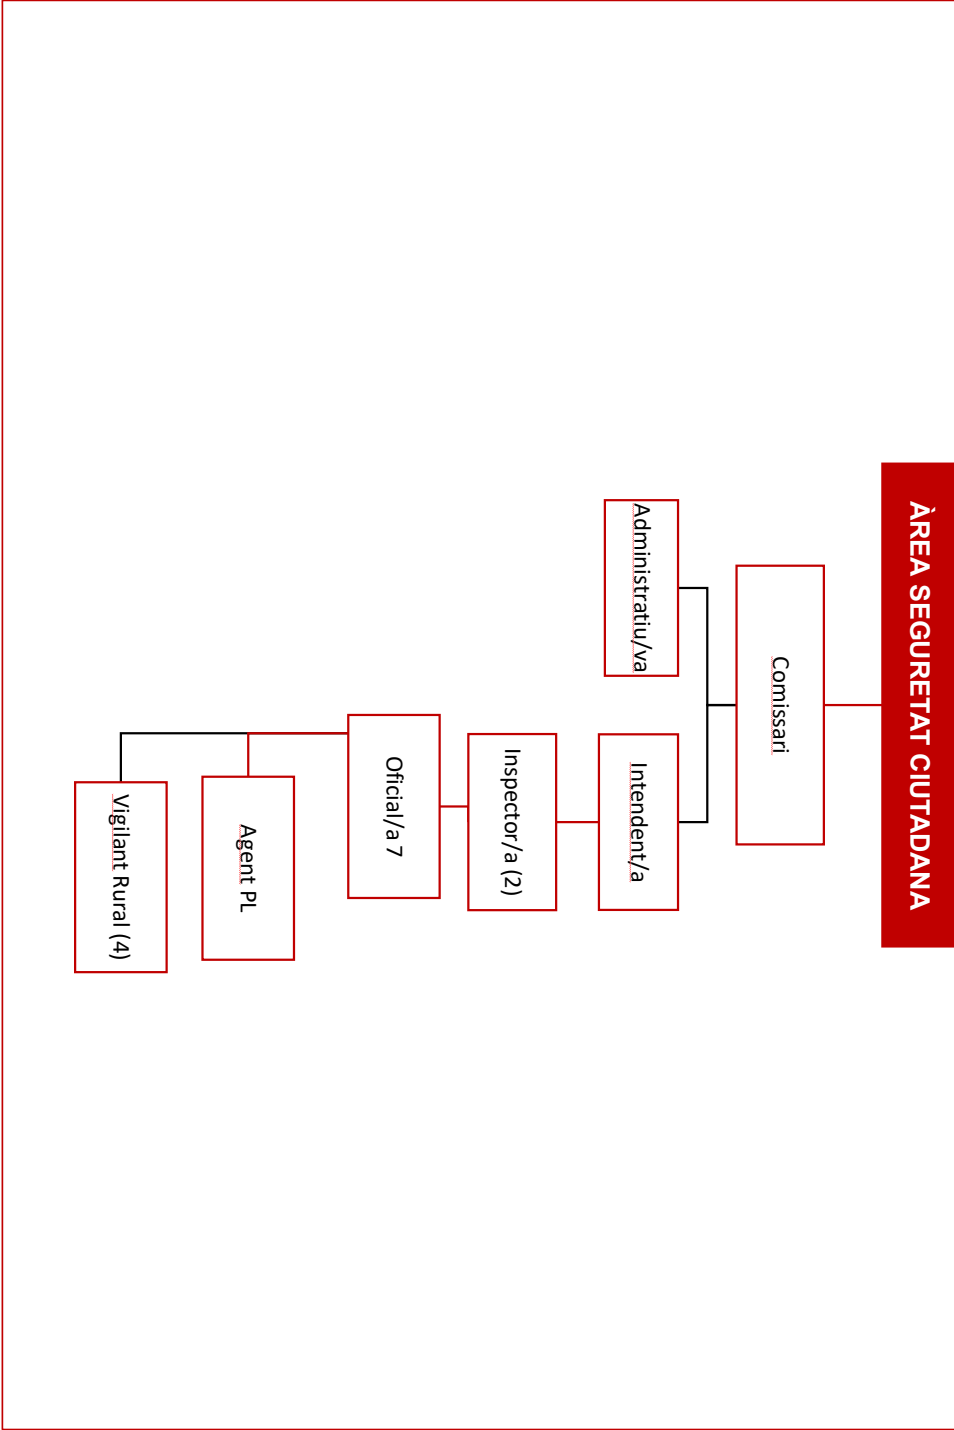 ÀREA SEGURETAT CIUTADANA
Comissari
Administratiu/va
Intendent/a
Inspector/a (2)
Oficial/a 7
Agent PL
Vigilant Rural (4)